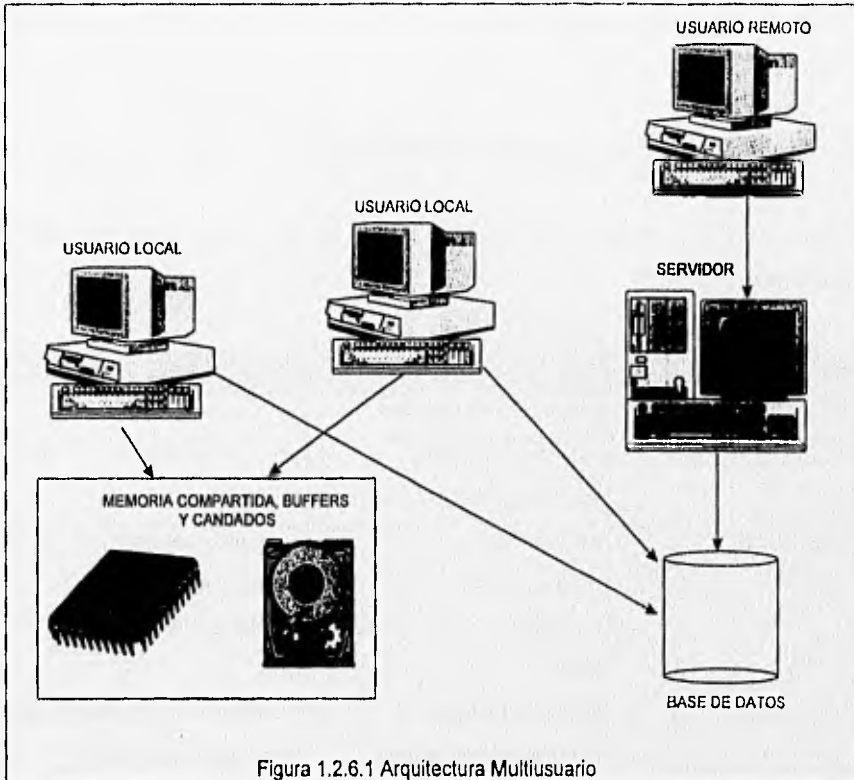 USUARIO REMOTO
USUARIO LOCAL
USUARIO LOCAL
SERVIDOR
MEMORIA COMPARTIDA, BUFFERS
Y CANDADOS
BASE DE DATOS
Figura 1.2.6.1 Arquitectura Multiusuario